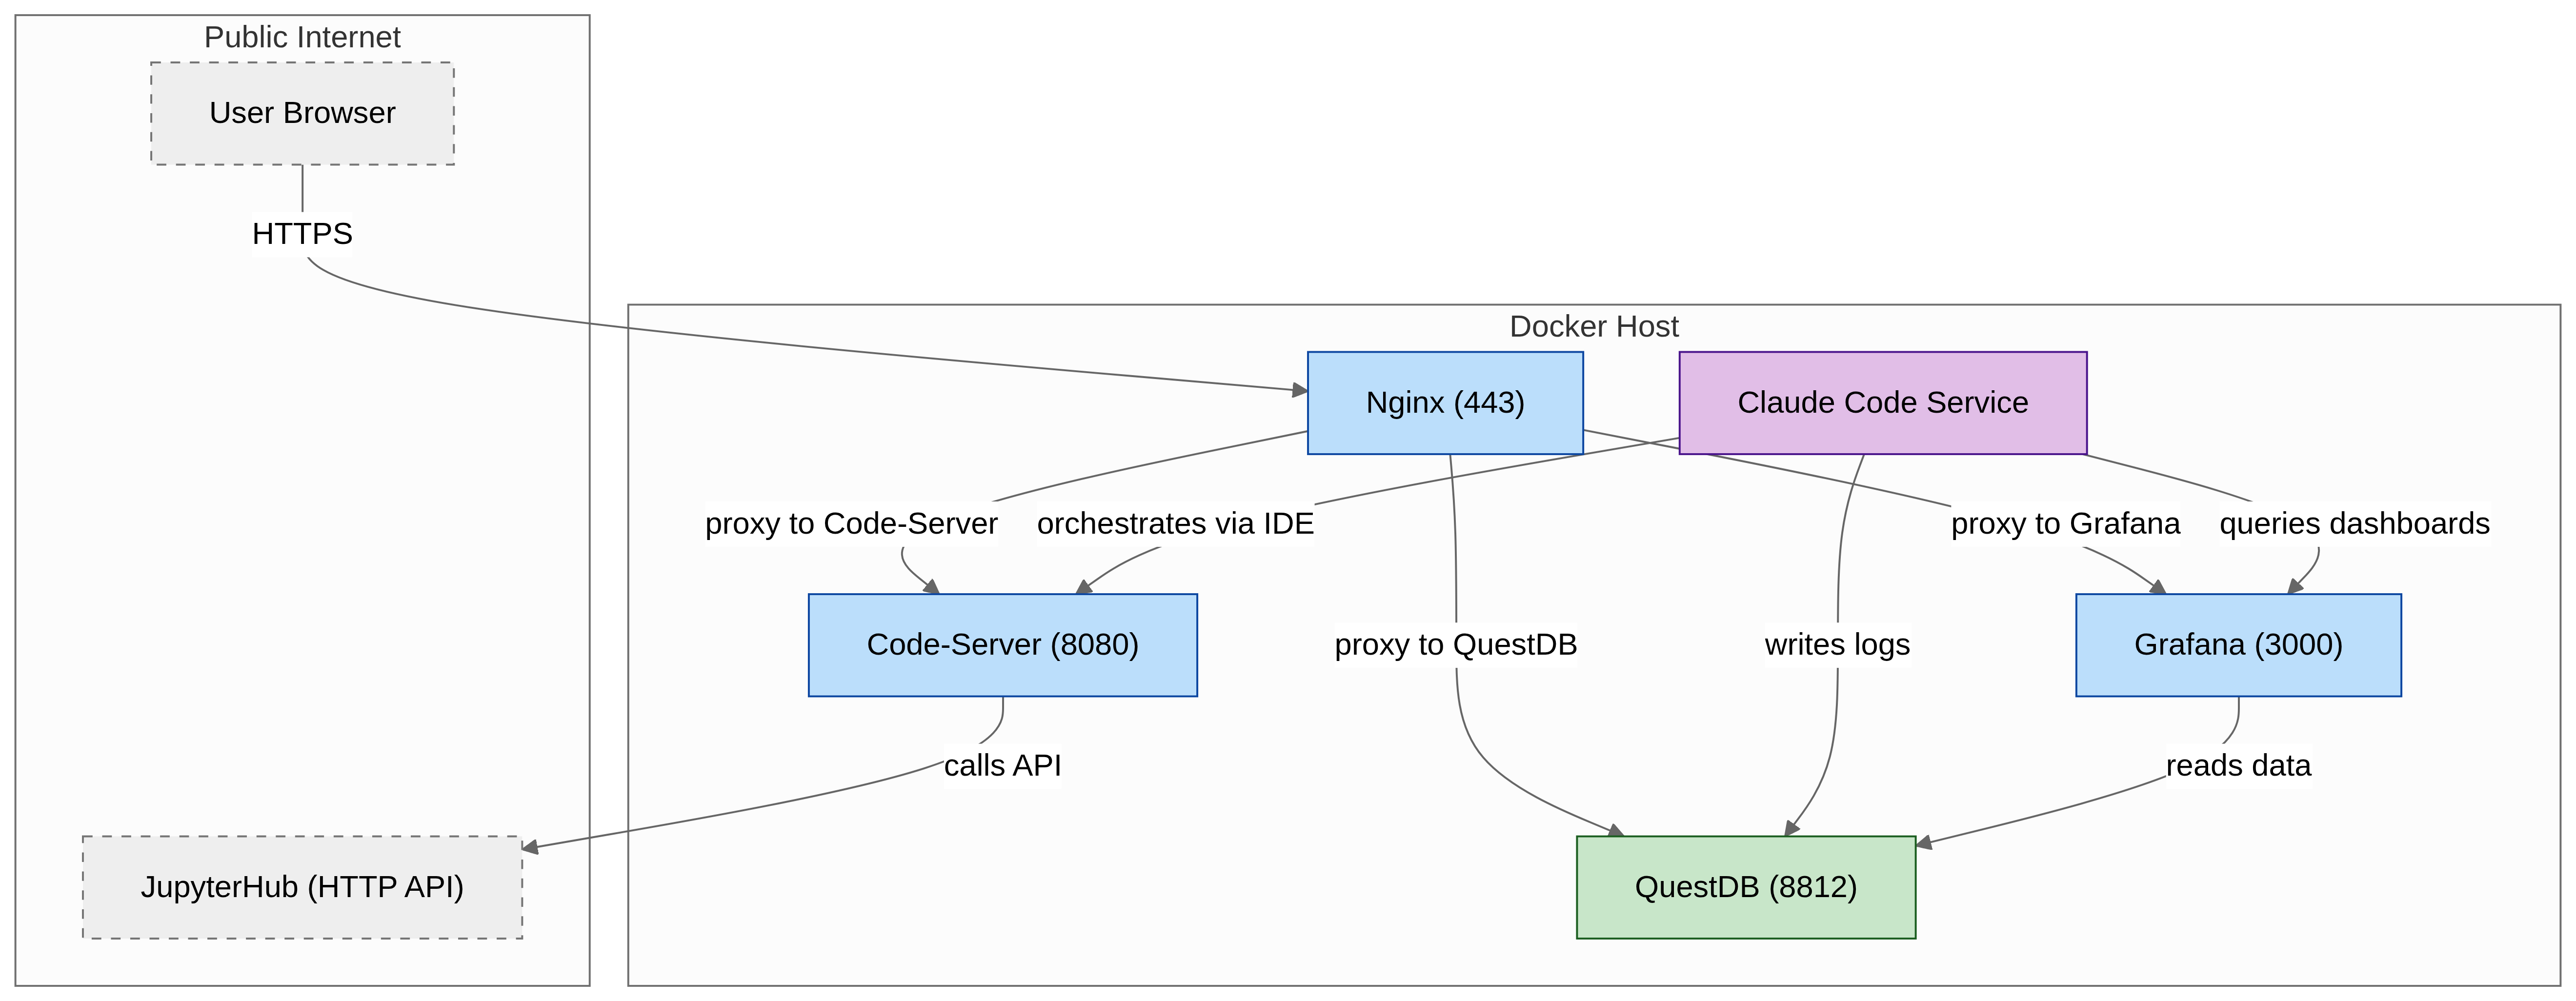 Public Internet
User Browser
HTTPS
Docker Host
Nginx (443)
Claude Code Service
proxy to Code-Server
orchestrates via IDE
proxy to Grafana
queries dashboards
Code-Server (8080)
proxy to QuestDB
writes logs
Grafana (3000)
calls API
reads data
JupyterHub (HTTP API)
QuestDB (8812)